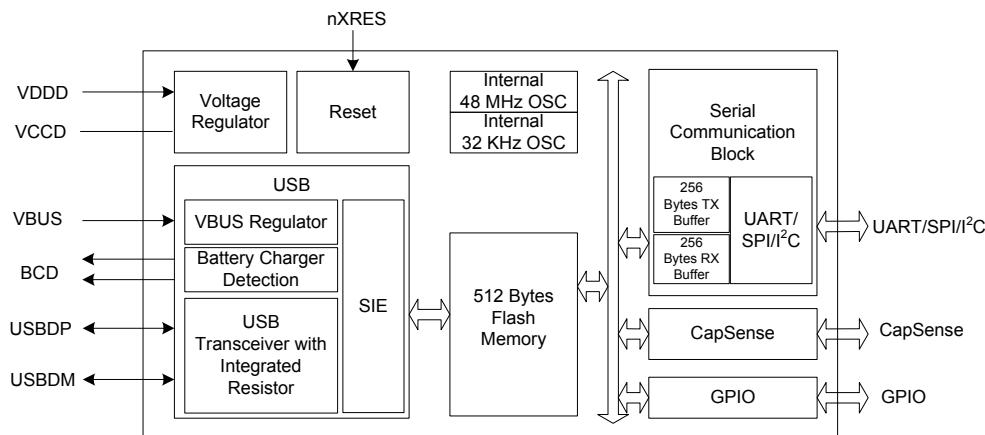 nXRES
VDDD
VCCD
Voltage
Regulator
Reset
Internal
48 MHz OSC
Internal
32 KHz OSC
Serial
Communication
Block
256
Bytes TX
Buffer
256
Bytes RX
Buffer
UART/
SPI/I²C
UART/SPI/I²C
USB
VBUS
VBUS Regulator
BCD
Battery Charger
Detection
SIE
USBDP
USBDM
USB
Transceiver with
Integrated
Resistor
512 Bytes
Flash
Memory
CapSense
CapSense
GPIO
GPIO